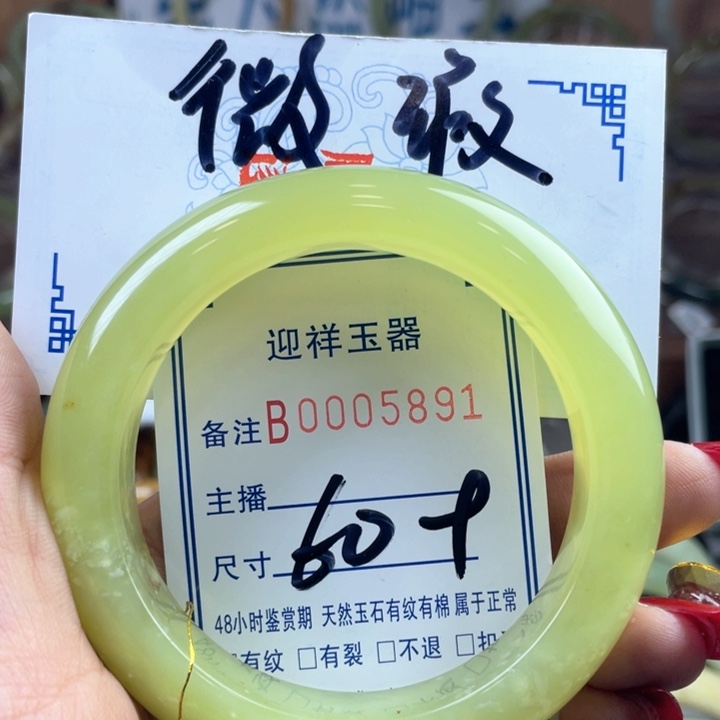 微瑕
迎祥玉器
备注B0005891
主播
尺寸 60+
48小时鉴赏期 天然玉石有纹有棉属于正常
有纹 □有裂 □不退